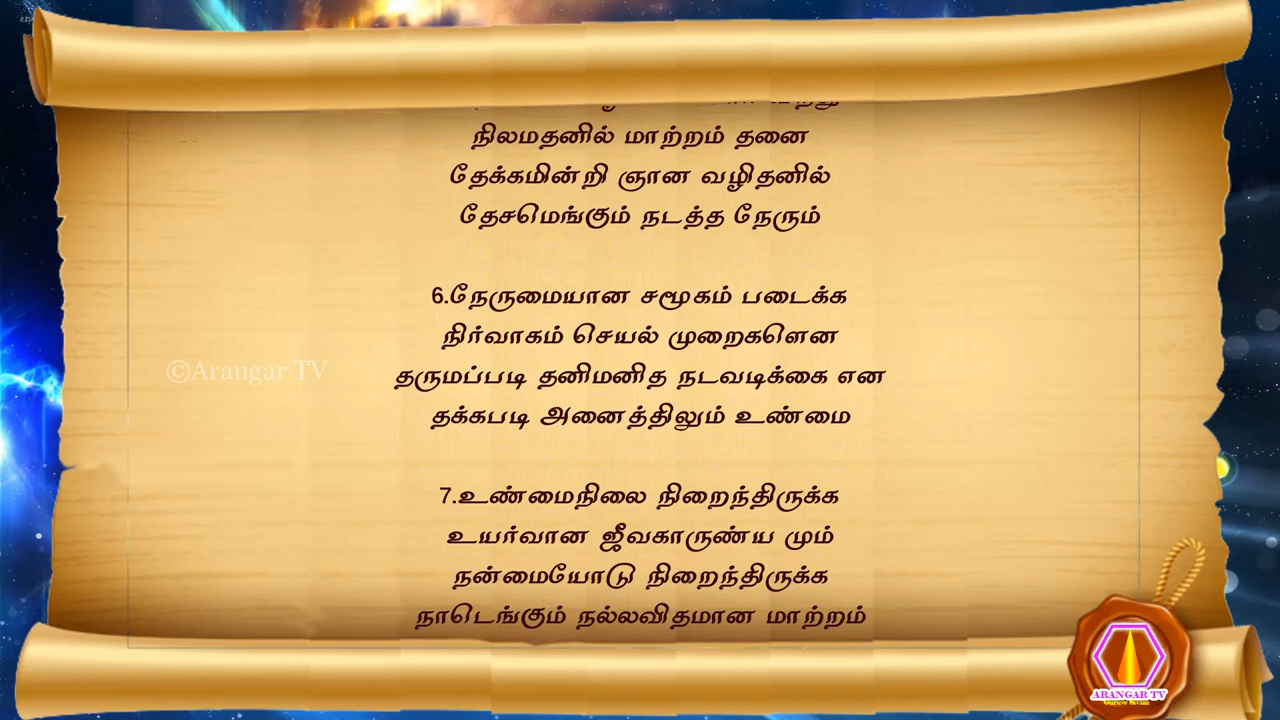 நிலமதனில் மாற்றம் தனை
தேக்கமின்றி ஞான வழிதனில்
தேசமெங்கும் நடத்த நேரும்
6.நேருமையான சமூகம் படைக்க
நிர்வாகம் செயல் முறைகளென
தருமப்படி தனிமனித நடவடிக்கை என
தக்கபடி அனைத்திலும் உண்மை
©Arangar TV
7.உண்மைநிலை நிறைந்திருக்க
உயர்வான ஜீவகாருண்ய மும்
நன்மையோடு நிறைந்திருக்க
நாடெங்கும் நல்லவிதமான மாற்றம்
ARANGAR TV